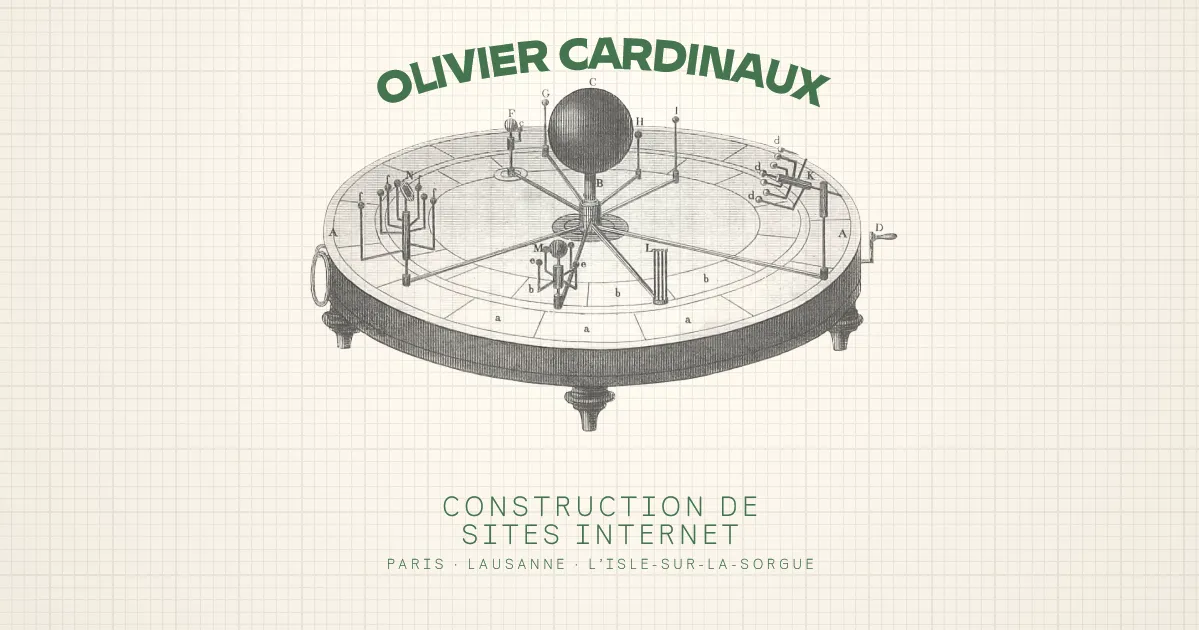 OLIVIER CARDINAUX
C
G
F
c
H
I
d
B
N
d
K
f
f
f
d
A
A
D
M
L
e
e
b
b
b
a
a
a
CONSTRUCTION DE
SITES INTERNET
PARIS · LAUSANNE · L'ISLE-SUR-LA-SORGUE